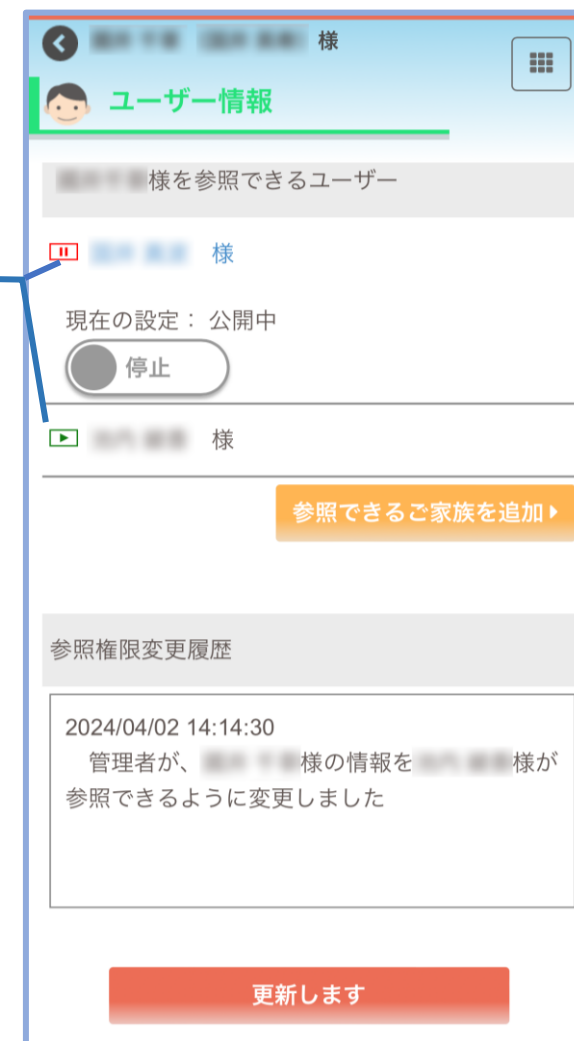 様
ユーザー情報
様を参照できるユーザー
様
現在の設定： 公開中
停止
様
参照できるご家族を追加
参照権限変更履歴
2024/04/02 14:14:30
管理者が、 様の情報を 様が
参照できるように変更しました
更新します